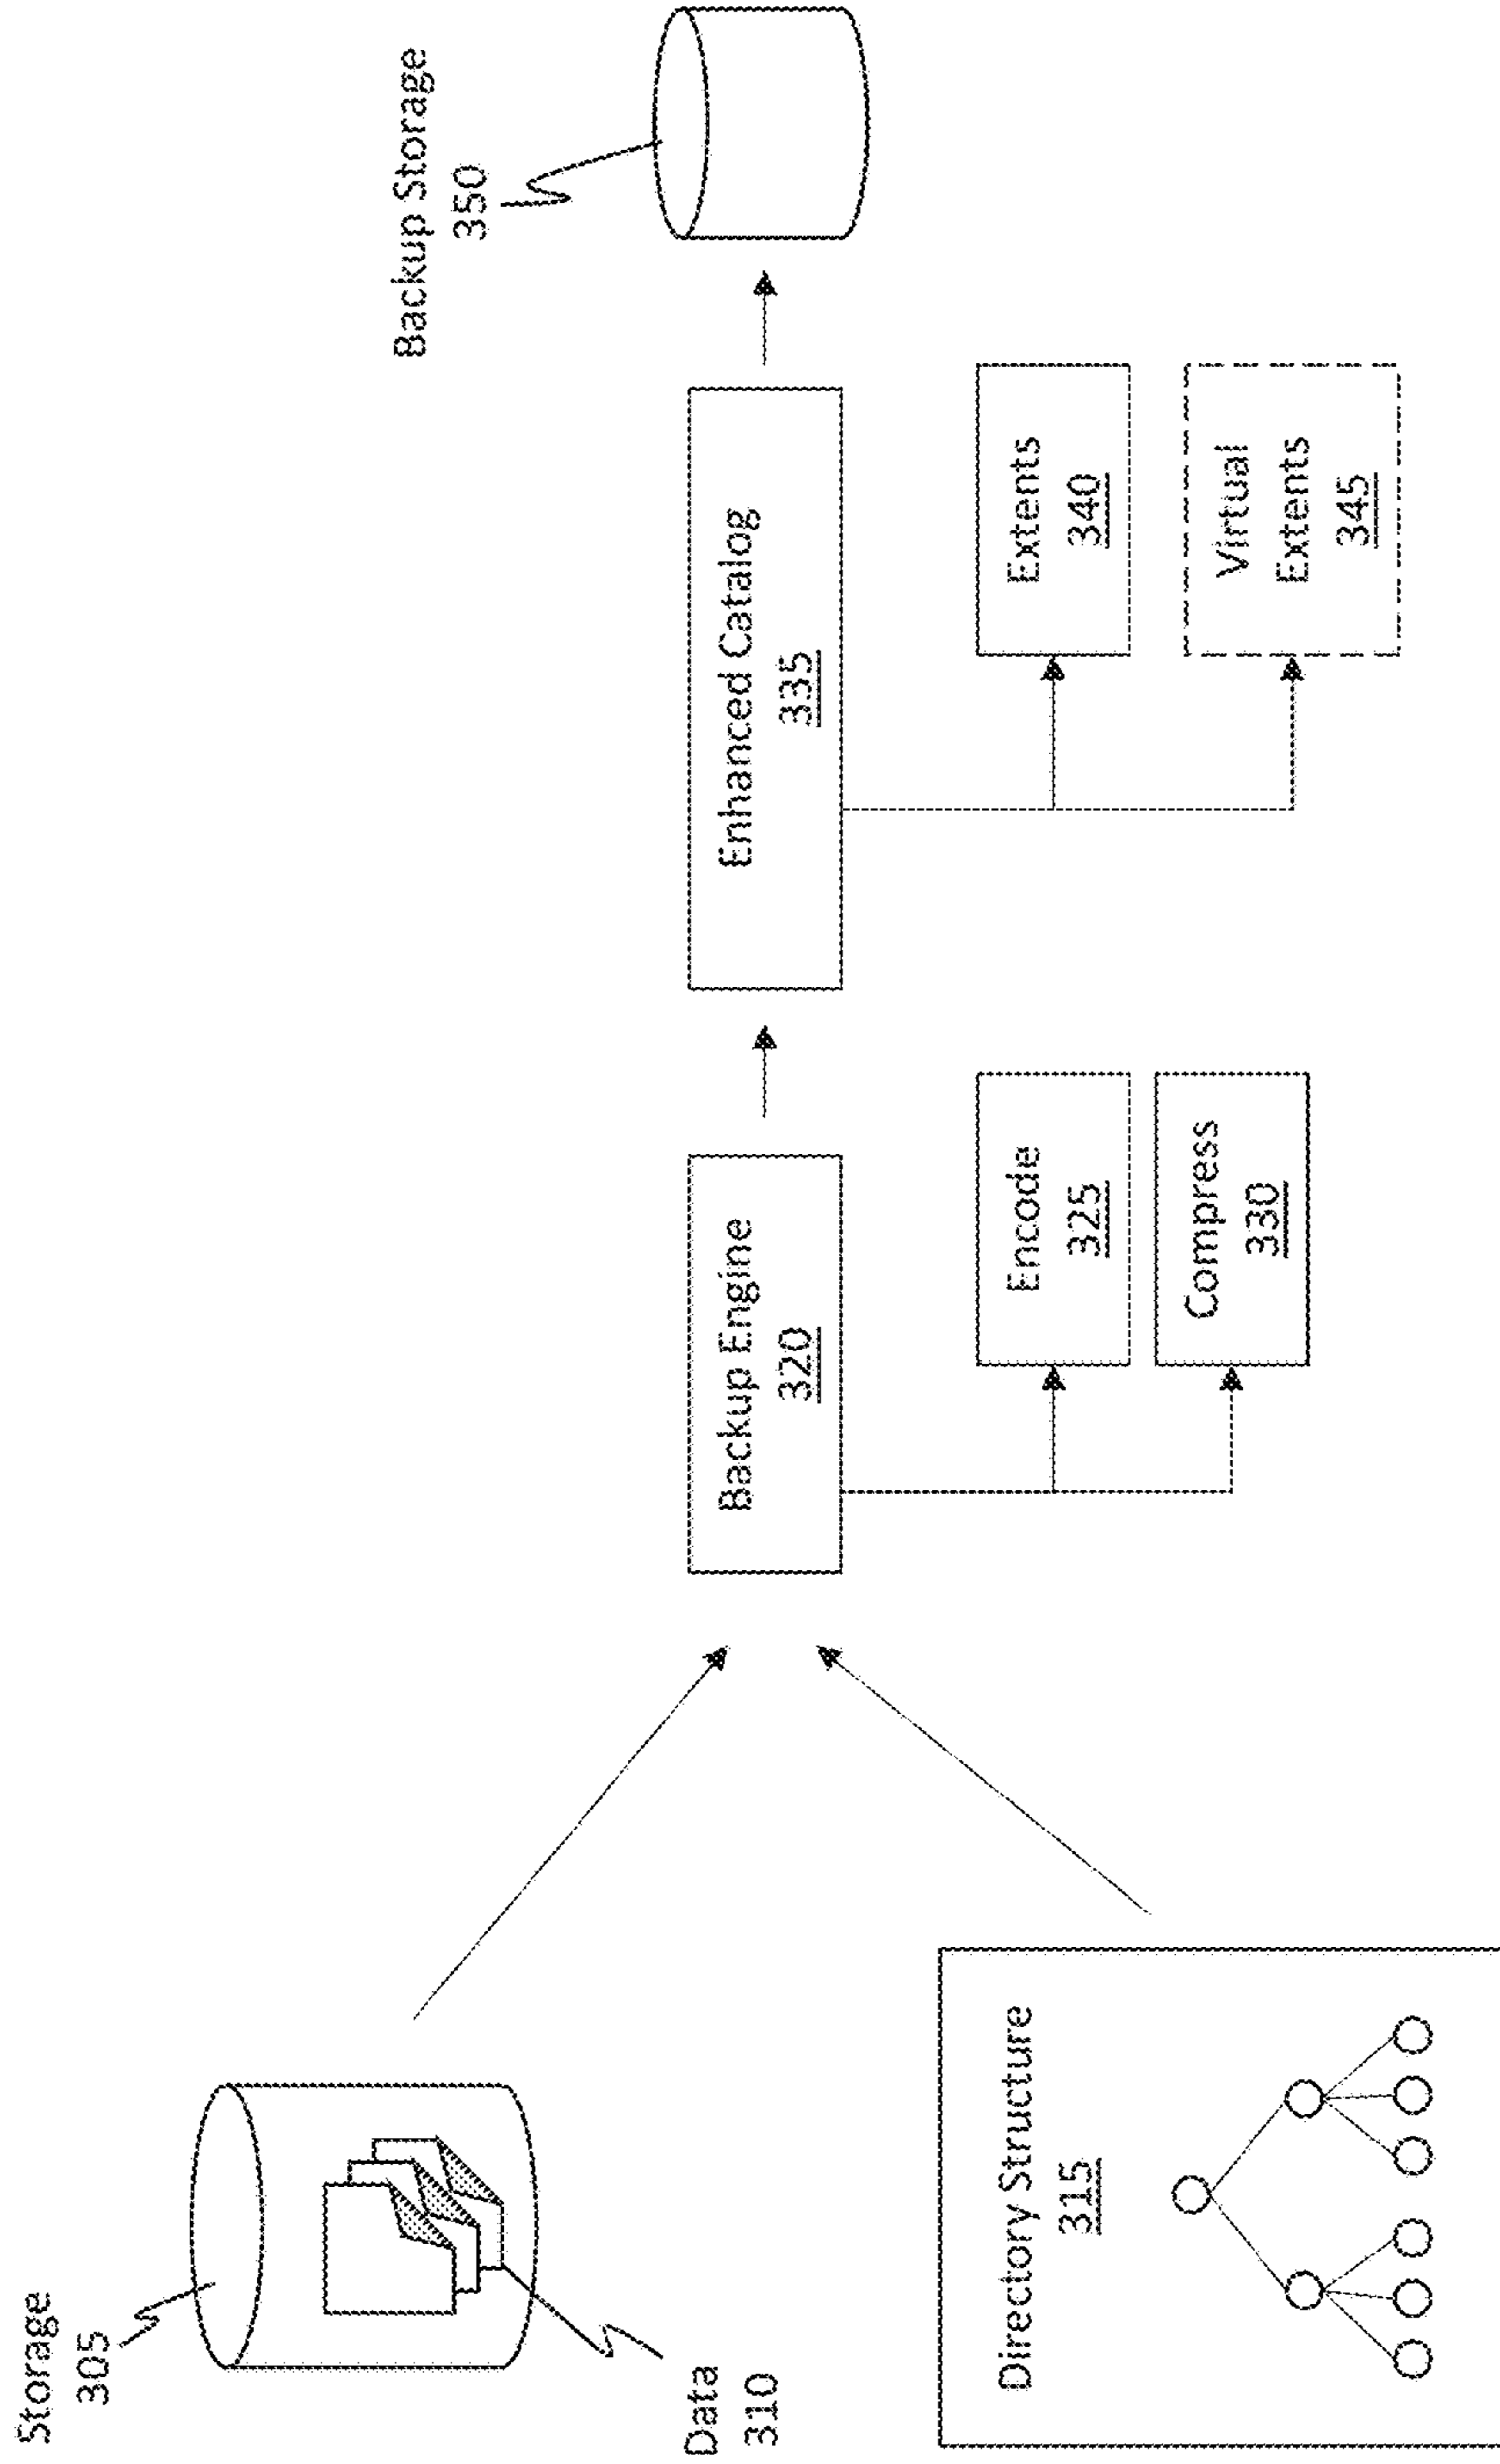 Storage
305
Data
310
Directory Structure
315
Backup Engine
320
Encode
325
Compress
330
Enhanced Catalog
335
Extents
340
Virtual
Extents
345
Backup Storage
350